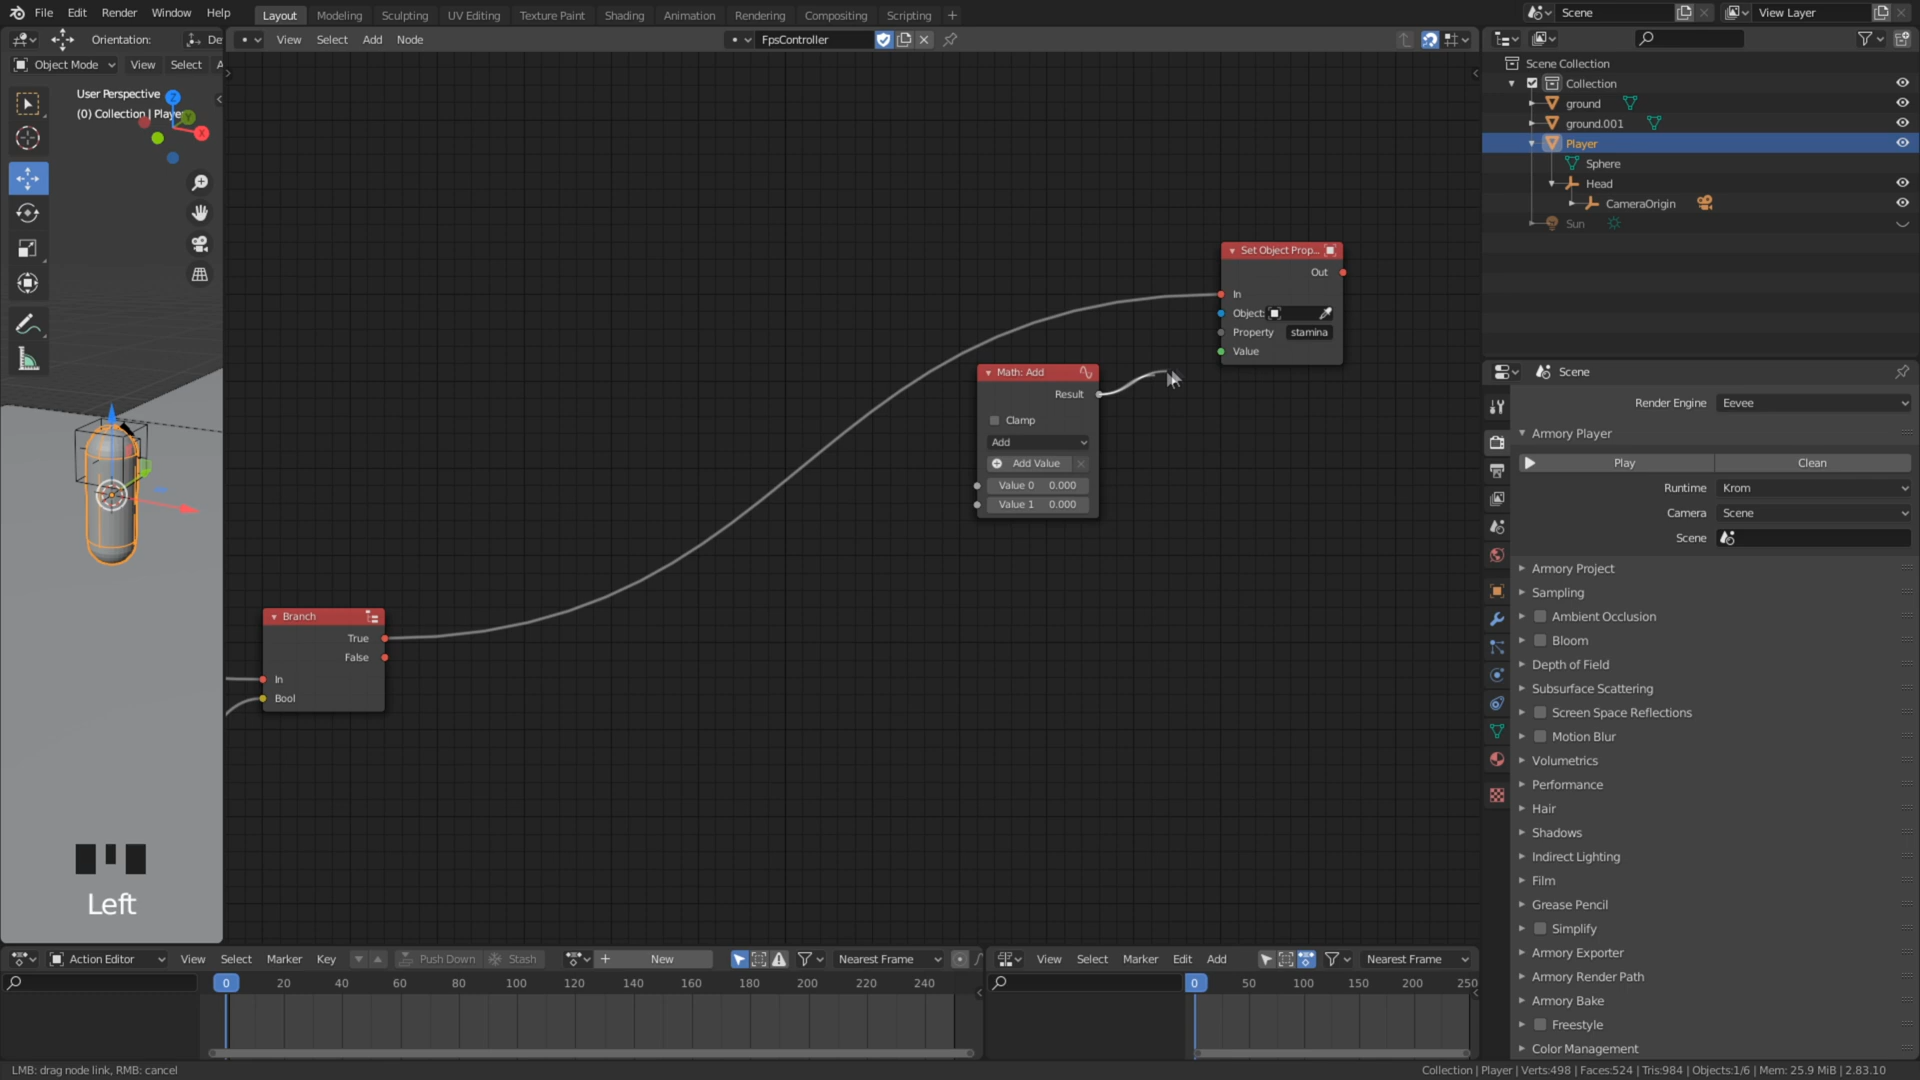 File Edit Render Window Help Layout Modeling Sculpting UV Editing Texture Paint Shading Animation Rendering Compositing Scripting + Scene View Layer
Orientation: De View Select Add Node FpsController
Object Mode View Select A
User Perspective
(0) Collection | Playe
Z
Y
X
Scene Collection
Collection
ground
ground.001
Player
Sphere
Head
CameraOrigin
Sun
Set Object Prop...
Out
In
Object:
Property stamina
Value
Math: Add
Result
Clamp
Add
Add Value
Value 0 0.000
Value 1 0.000
Branch
True
False
In
Bool
Left
Scene
Render Engine Eevee
Armory Player
Play Clean
Runtime Krom
Camera Scene
Scene
Armory Project
Sampling
Ambient Occlusion
Bloom
Depth of Field
Subsurface Scattering
Screen Space Reflections
Motion Blur
Volumetrics
Performance
Hair
Shadows
Indirect Lighting
Film
Grease Pencil
Simplify
Armory Exporter
Armory Render Path
Armory Bake
Freestyle
Color Management
Action Editor View Select Marker Key Push Down Stash + New Nearest Frame
0 20 40 60 80 100 120 140 160 180 200 220 240
View Select Marker Edit Add Nearest Frame
0 50 100 150 200 250
LMB: drag node link, RMB: cancel
Collection | Player | Verts:498 | Faces:524 | Tris:984 | Objects:1/6 | Mem: 25.9 MiB | 2.83.10